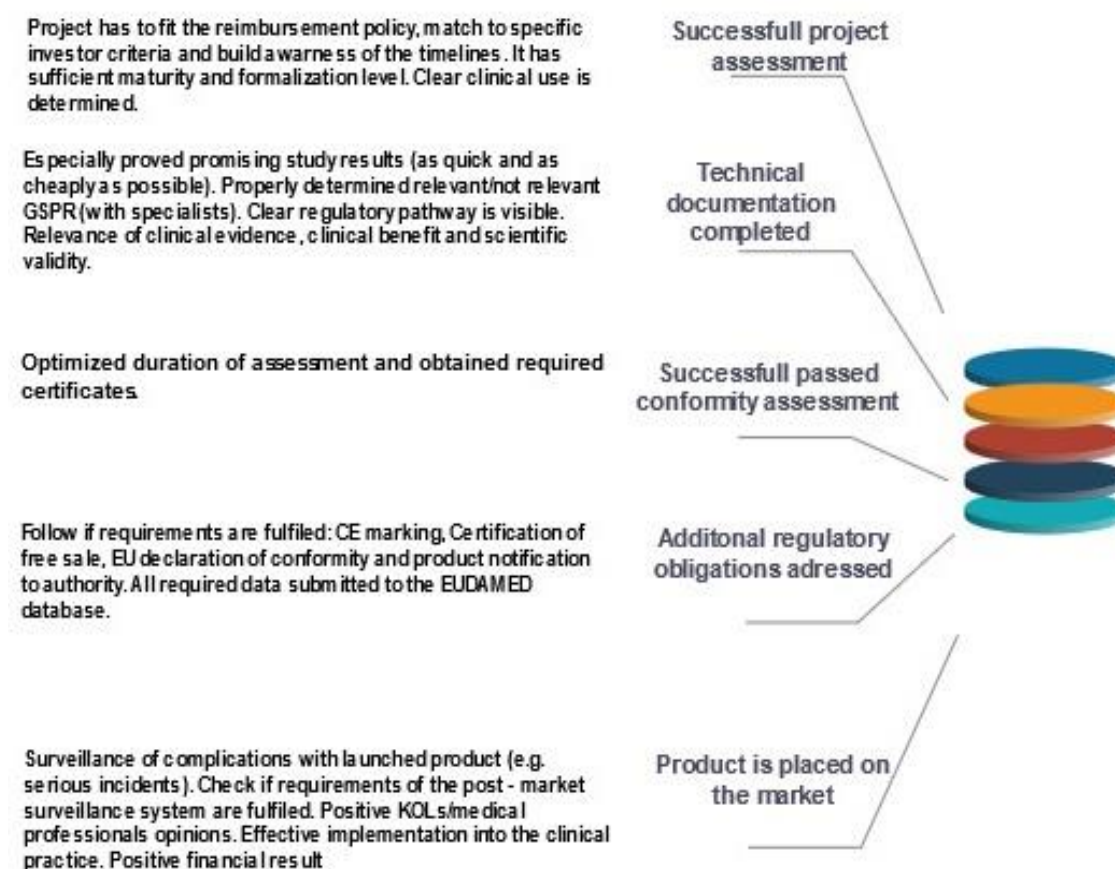 Project has to fit the reimbursement policy, match to specific
investor criteria and build awarness of the timelines. It has
sufficient maturity and formalization level. Clear clinical use is
determined.
Successfull project
assessment
Especially proved promising study results (as quick and as
cheaply as possible). Properly determined relevant/not relevant
GSPR (with specialists). Clear regulatory pathway is visible.
Relevance of clinical evidence, clinical benefit and scientific
validity.
Technical
documentation
completed
Optimized duration of assessment and obtained required
certificates.
Successfull passed
conformity assessment
Follow if requirements are fulfiled: CE marking, Certification of
free sale, EU declaration of conformity and product notification
to authority. All required data submitted to the EUDAMED
database.
Additonal regulatory
obligations adressed
Surveillance of complications with launched product (e.g.
serious incidents). Check if requirements of the post - market
surveillance system are fulfiled. Positive KOLs/medical
professionals opinions. Effective implementation into the clinical
practice. Positive financial result
Product is placed on
the market